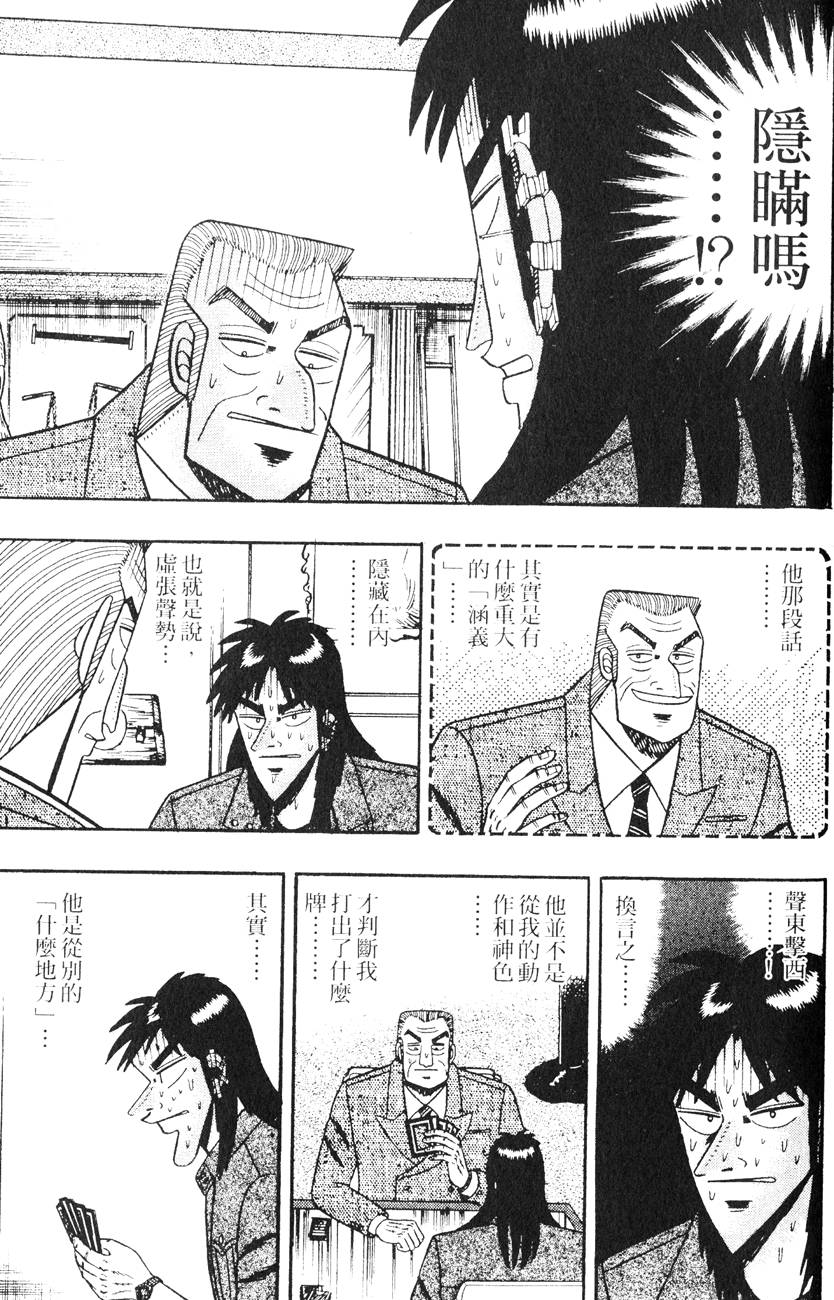 隱瞞嗎
……
!?
他那段話
……
其實是有
什麼重大
的「涵義
」……
隱藏在內
……
也就是說，
虛張聲勢…
聲東擊西
……！
換言之……
他並不是
從我的動
作和神色
……
才判斷我
打出了什麼
牌………
其實……
他是從別的
「什麼地方」…